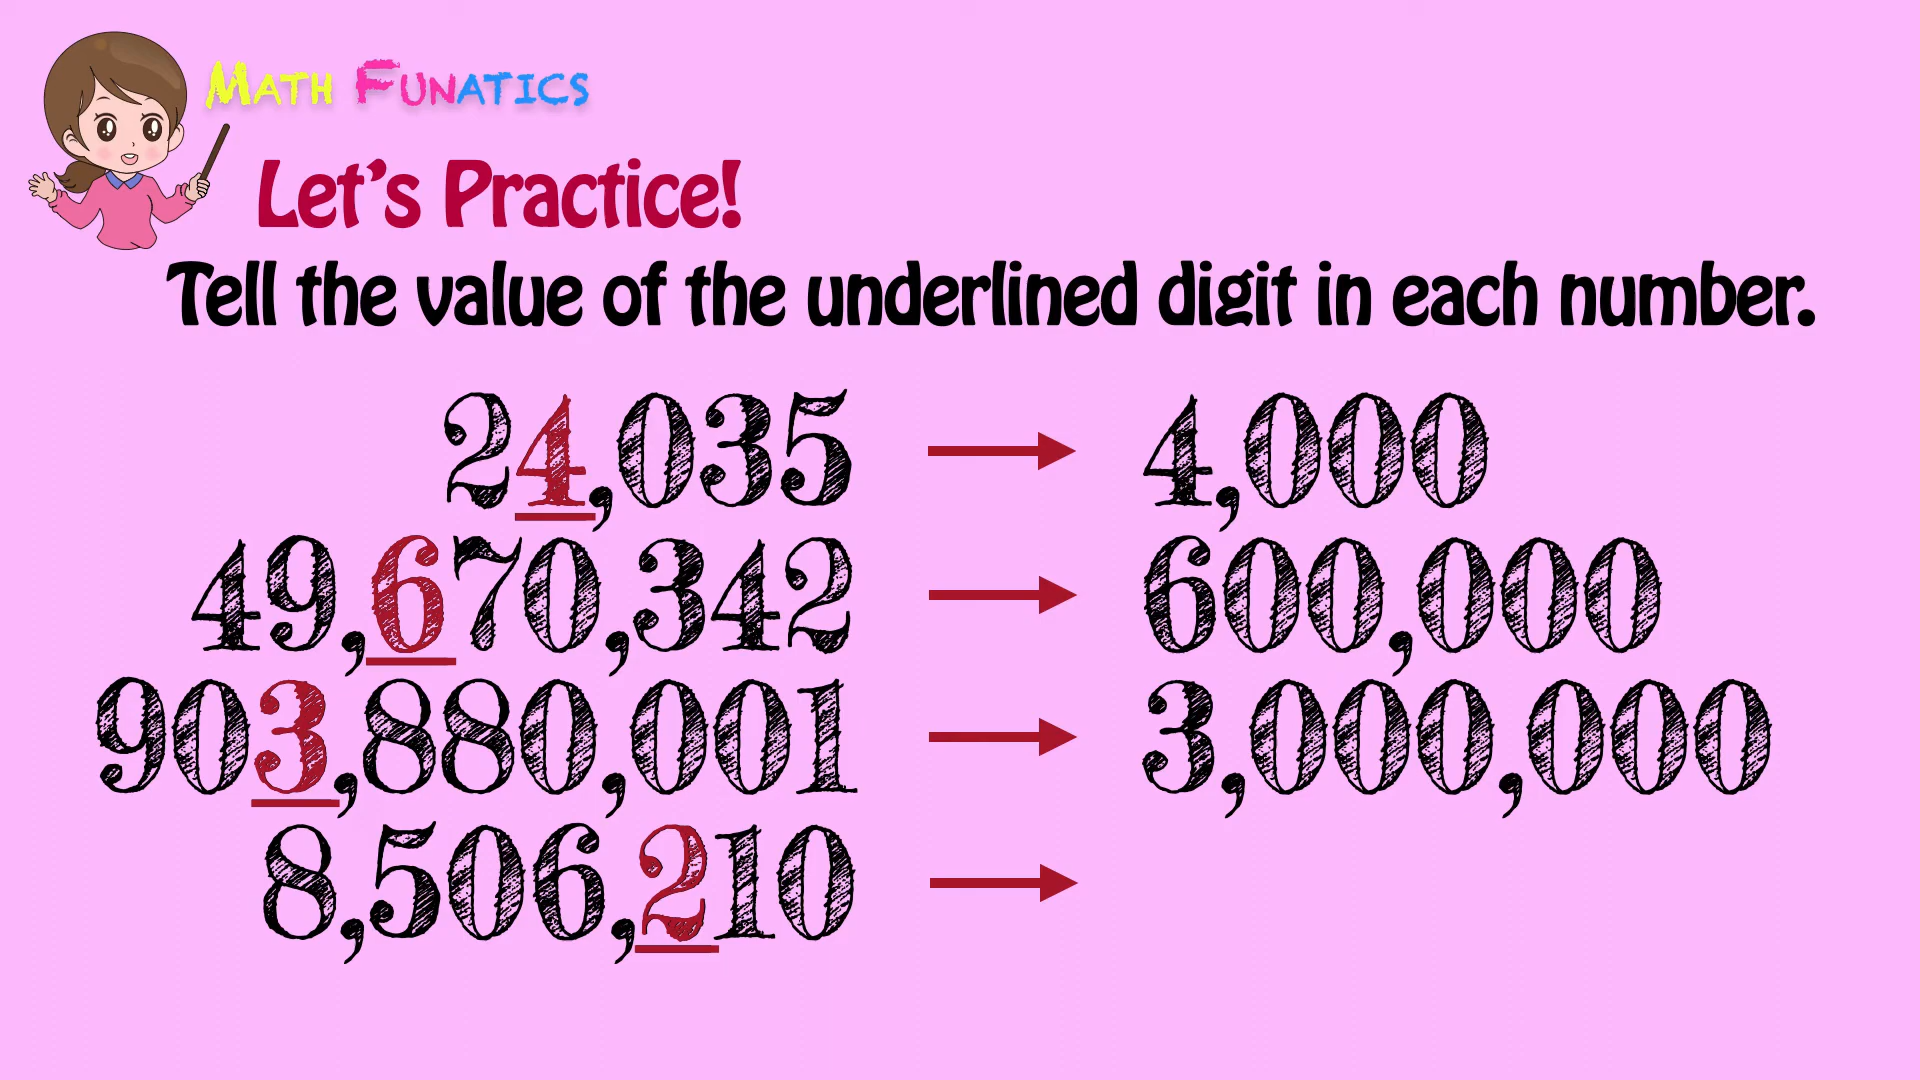 MATH FUNATICS
Let's Practice!
Tell the value of the underlined digit in each number.
24,035 → 4,000
49,670,342 → 600,000
903,880,001 → 3,000,000
8,506,210 →